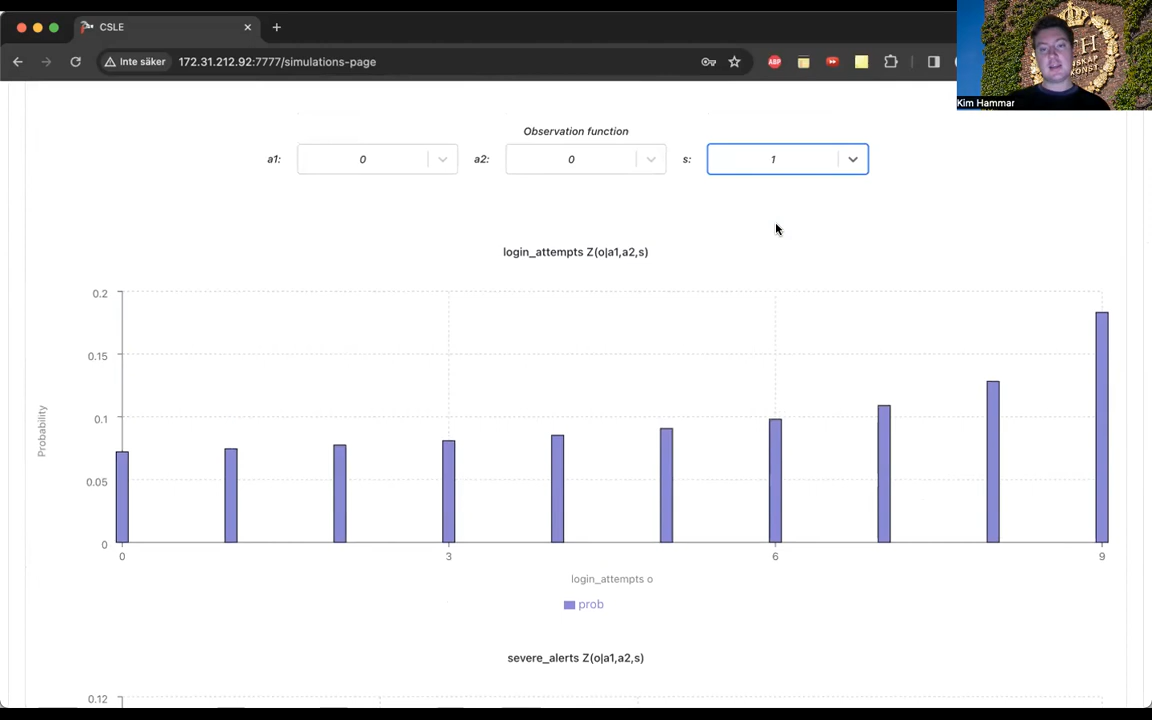 CSLE
Inte säker
172.31.212.92:7777/simulations-page
ABP
Kim Hammar
Observation function
a1: 0 a2: 0 s: 1
login_attempts Z(o|a1,a2,s)
0.2
0.15
0.1
0.05
0
Probability
0 3 6 9
login_attempts o
prob
severe_alerts Z(o|a1,a2,s)
0.12